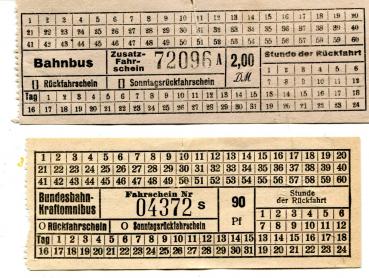 1 2 3 4 5 6 7 8 9 10 11 12 13 14 15 16 17 18 19 20
21 22 23 24 25 26 27 28 29 30 31 32 33 34 35 36 37 38 39 40
41 42 43 44 45 46 47 48 49 50 51 52 53 54 55 56 57 58 59 60
Bahnbus
Zusatz-
Fahr-
schein
72096 A
2,00
DM
Stunde der Rückfahrt
1 2 3 4 5 6
7 8 9 10 11 12
13 14 15 16 17 18
19 20 21 22 23 24
[] Rückfahrschein [] Sonntagsrückfahrschein
Tag 1 2 3 4 5 6 7 8 9 10 11 12 13 14 15
16 17 18 19 20 21 22 23 24 25 26 27 28 29 30 31
1 2 3 4 5 6 7 8 9 10 11 12 13 14 15 16 17 18 19 20
21 22 23 24 25 26 27 28 29 30 31 32 33 34 35 36 37 38 39 40
41 42 43 44 45 46 47 48 49 50 51 52 53 54 55 56 57 58 59 60
Bundesbahn-
Kraftomnibus
Fahrschein Nr
04372 s
90
Pf
Stunde
der Rückfahrt
1 2 3 4 5 6
7 8 9 10 11 12
13 14 15 16 17 18
19 20 21 22 23 24
O Rückfahrschein O Sonntagsrückfahrschein
Tag 1 2 3 4 5 6 7 8 9 10 11 12 13 14 15
16 17 18 19 20 21 22 23 24 25 26 27 28 29 30 31